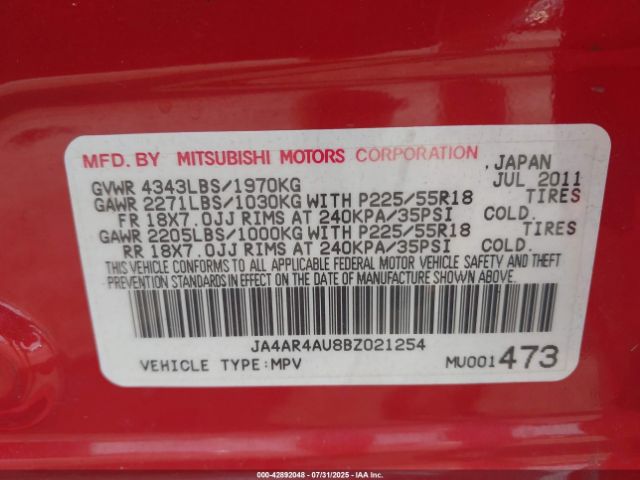 MFD. BY MITSUBISHI MOTORS CORPORATION, JAPAN
GVWR 4343LBS/1970KG JUL 2011
GAWR 2271LBS/1030KG WITH P225/55R18 TIRES
FR 18X7.0JJ RIMS AT 240KPA/35PSI COLD.
GAWR 2205LBS/1000KG WITH P225/55R18 TIRES
RR 18X7.0JJ RIMS AT 240KPA/35PSI COLD.
THIS VEHICLE CONFORMS TO ALL APPLICABLE FEDERAL MOTOR VEHICLE SAFETY AND THEFT
PREVENTION STANDARDS IN EFFECT ON THE DATE OF MANUFACTURE SHOWN ABOVE.
JA4AR4AU8BZ021254
VEHICLE TYPE:MPV MU001473
000-42892048 - 07/31/2025 - IAAI.COM